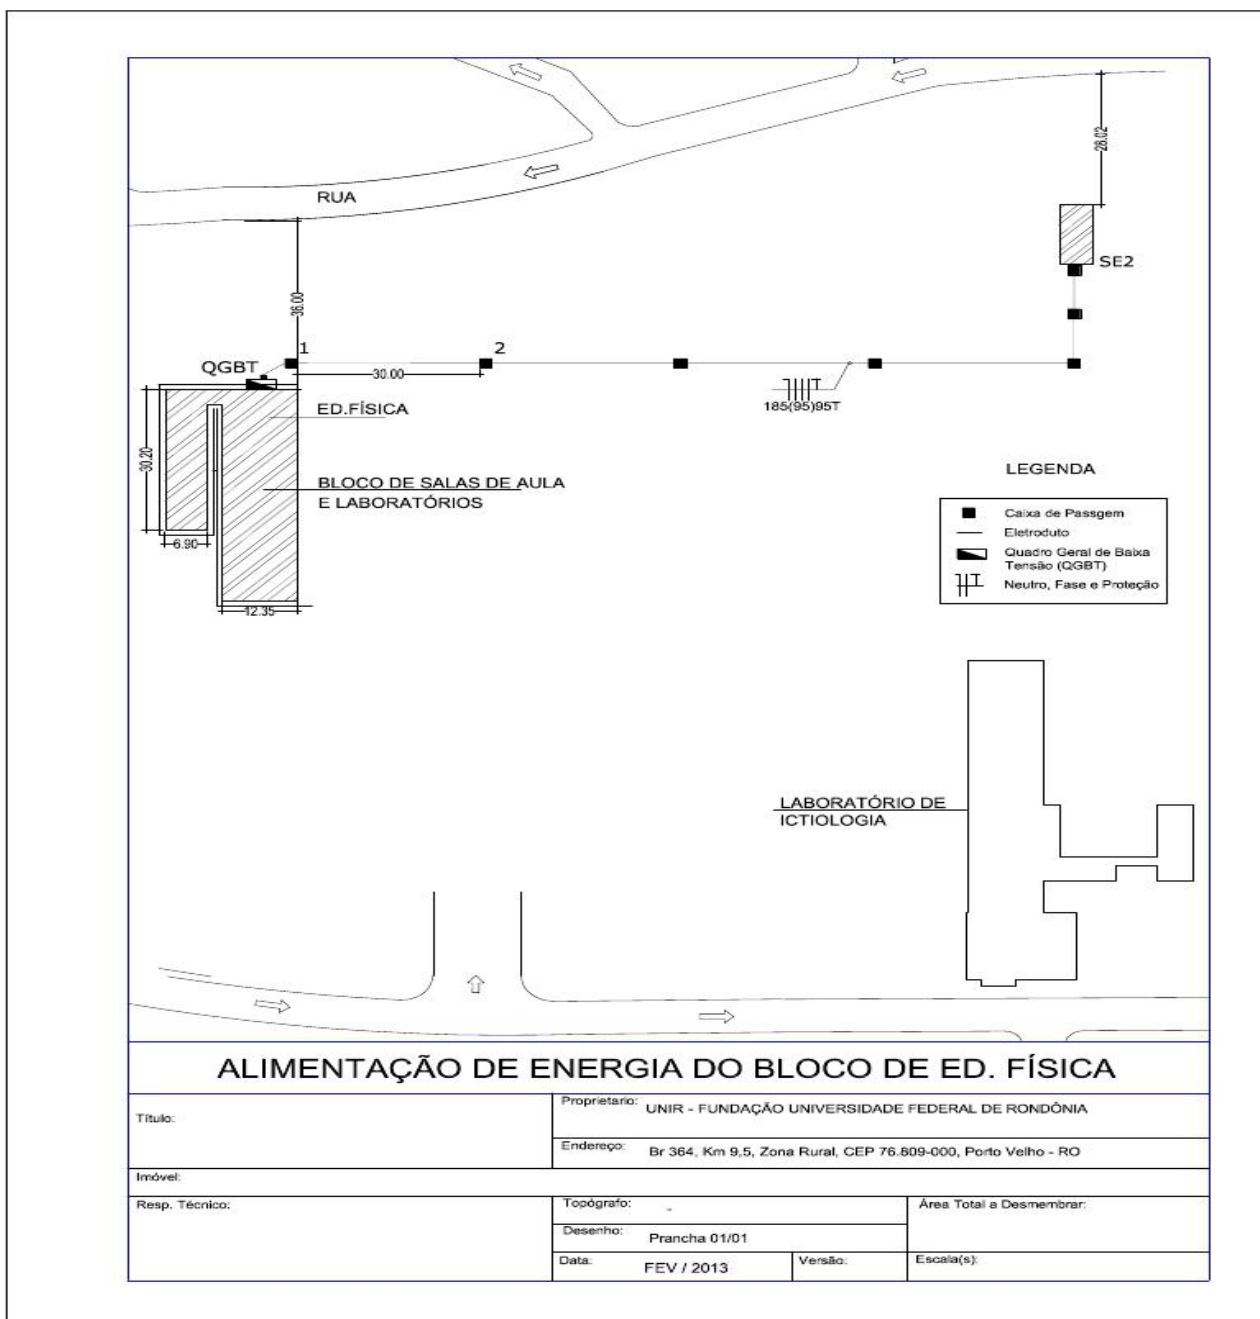 RUA
28.02
SE2
36.00
1
2
QGBT
30.00
185(95)95T
ED.FÍSICA
30.20
BLOCO DE SALAS DE AULA
E LABORATÓRIOS
6.90
12.35
LEGENDA
Caixa de Passgem
Eletroduto
Quadro Geral de Baixa
Tensão (QGBT)
Neutro, Fase e Proteção
LABORATÓRIO DE
ICTIOLOGIA
ALIMENTAÇÃO DE ENERGIA DO BLOCO DE ED. FÍSICA
Título:
Proprietario: UNIR - FUNDAÇÃO UNIVERSIDADE FEDERAL DE RONDÔNIA
Endereço: Br 364, Km 9,5, Zona Rural, CEP 76.809-000, Porto Velho - RO
Imóvel:
Resp. Técnico:
Topógrafo: -
Área Total a Desmembrar:
Desenho: Prancha 01/01
Data: FEV / 2013
Versão:
Escala(s):